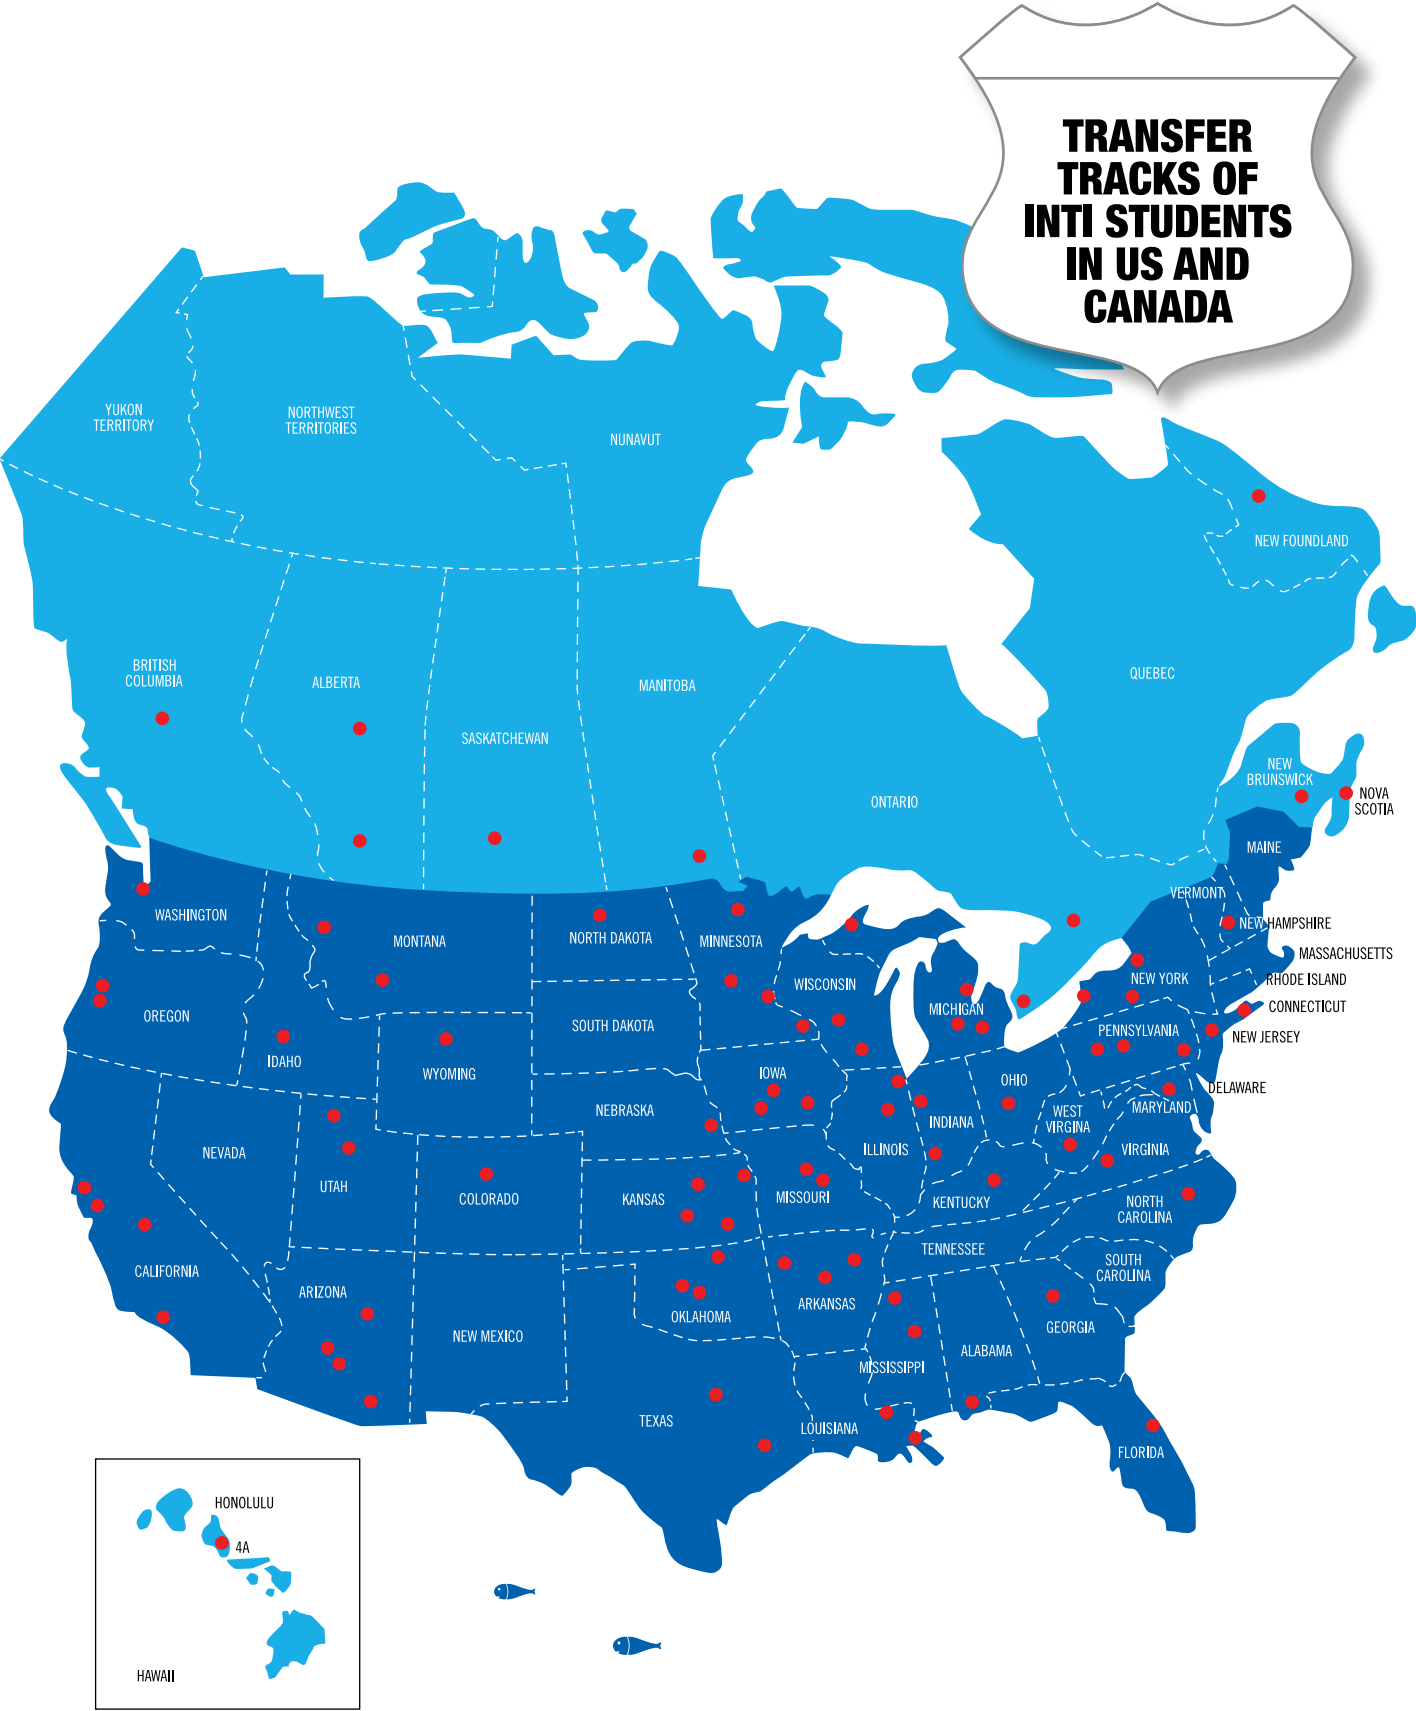 TRANSFER
TRACKS OF
INTI STUDENTS
IN US AND
CANADA
YUKON
TERRITORY
NORTHWEST
TERRITORIES
NUNAVUT
NEW FOUNDLAND
BRITISH
COLUMBIA
ALBERTA
SASKATCHEWAN
MANITOBA
ONTARIO
QUEBEC
NEW
BRUNSWICK
NOVA
SCOTIA
MAINE
VERMONT
NEW HAMPSHIRE
MASSACHUSETTS
RHODE ISLAND
CONNECTICUT
NEW JERSEY
DELAWARE
WASHINGTON
MONTANA
NORTH DAKOTA
MINNESOTA
WISCONSIN
MICHIGAN
NEW YORK
PENNSYLVANIA
OREGON
IDAHO
WYOMING
SOUTH DAKOTA
IOWA
OHIO
MARYLAND
NEBRASKA
ILLINOIS
INDIANA
WEST
VIRGINA
VIRGINIA
NEVADA
UTAH
COLORADO
KANSAS
MISSOURI
KENTUCKY
NORTH
CAROLINA
CALIFORNIA
ARIZONA
NEW MEXICO
OKLAHOMA
ARKANSAS
TENNESSEE
SOUTH
CAROLINA
MISSISSIPPI
ALABAMA
GEORGIA
TEXAS
LOUISIANA
FLORIDA
HONOLULU
4A
HAWAII